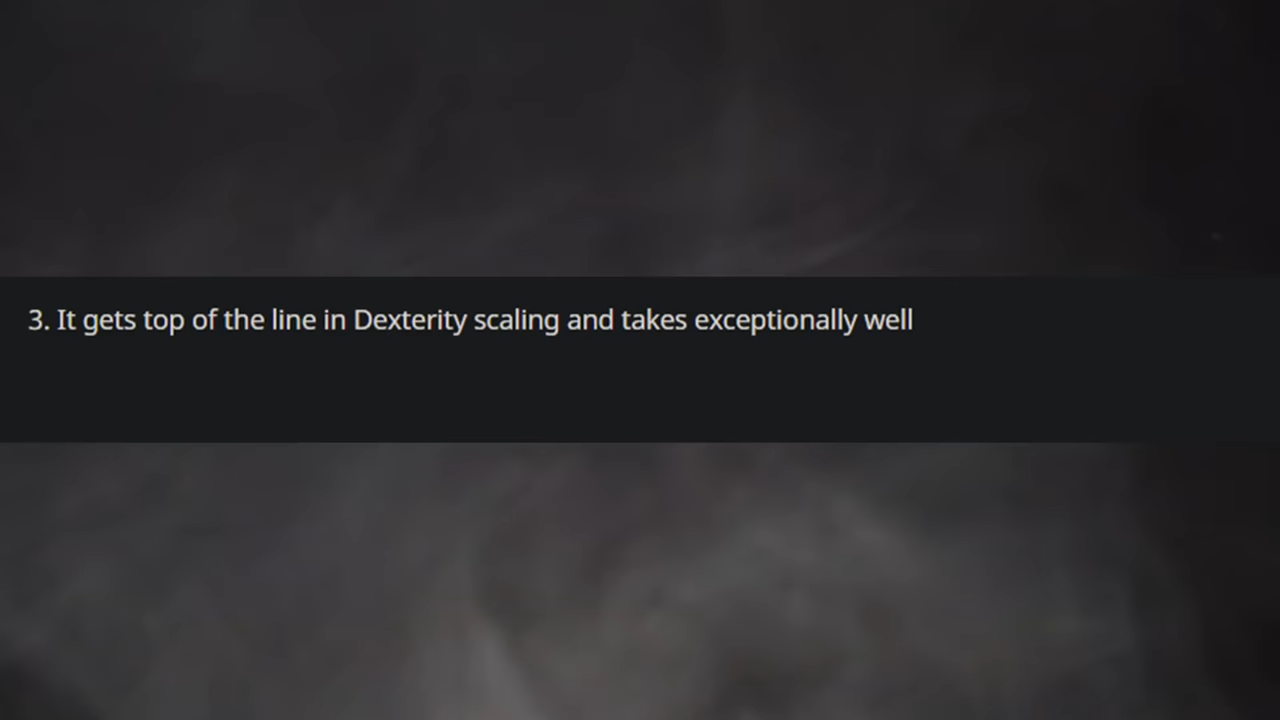 3. It gets top of the line in Dexterity scaling and takes exceptionally well